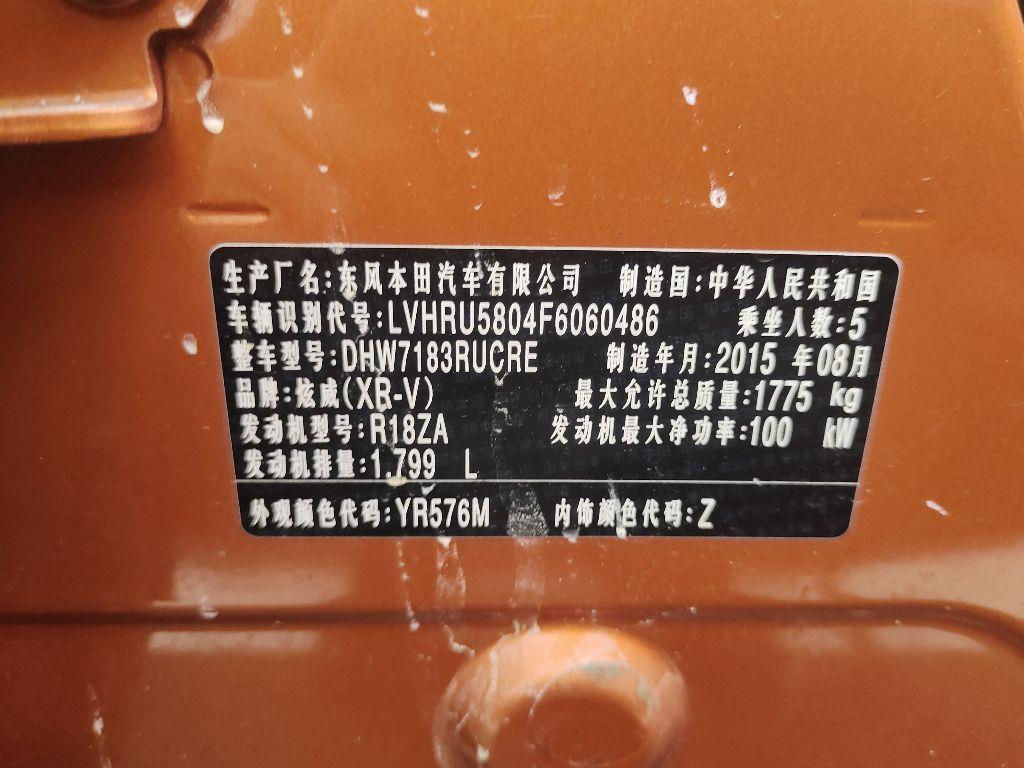 生产厂名:东风本田汽车有限公司 制造国:中华人民共和国
车辆识别代号:LVHRU5804F6060486 乘坐人数:5
整车型号:DHW7183RUCRE 制造年月:2015 年08月
品牌:炫威(XR-V) 最大允许总质量:1775 kg
发动机型号:R18ZA 发动机最大净功率:100 kW
发动机排量:1.799 L
外观颜色代码:YR576M 内饰颜色代码:Z